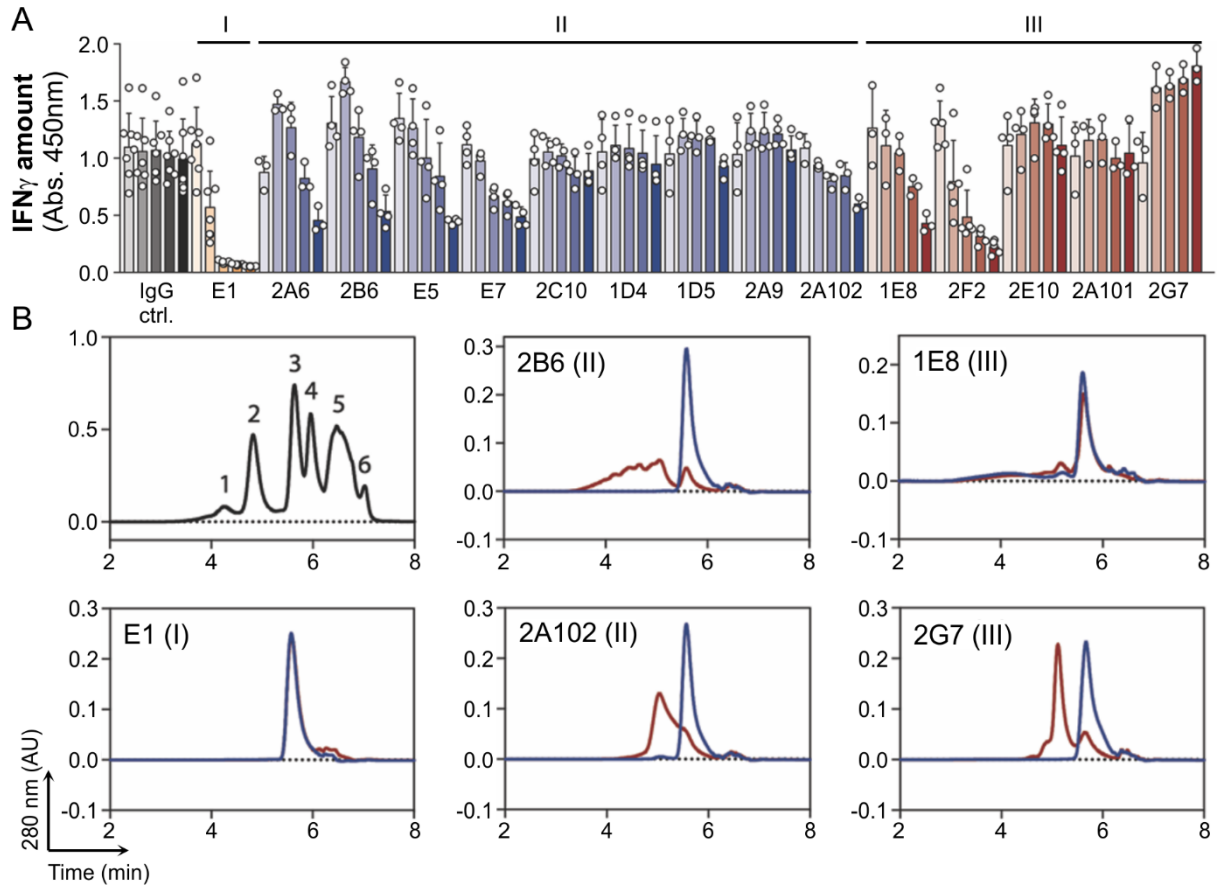 A
I II III
IFNγ amount
(Abs. 450nm)
2.0
1.5
1.0
0.5
0.0
IgG E1 2A6 2B6 E5 E7 2C10 1D4 1D5 2A9 2A102 1E8 2F2 2E10 2A101 2G7
ctrl.
B
1.0
0.5
0.0
1 2 3 4 5 6
2 4 6 8
2B6 (II)
0.3
0.2
0.1
0.0
-0.1
2 4 6 8
1E8 (III)
0.2
0.1
0.0
-0.1
2 4 6 8
E1 (I)
0.3
0.2
0.1
0.0
-0.1
2 4 6 8
2A102 (II)
0.3
0.2
0.1
0.0
-0.1
2 4 6 8
2G7 (III)
0.3
0.2
0.1
0.0
-0.1
2 4 6 8
280 nm (AU)
Time (min)